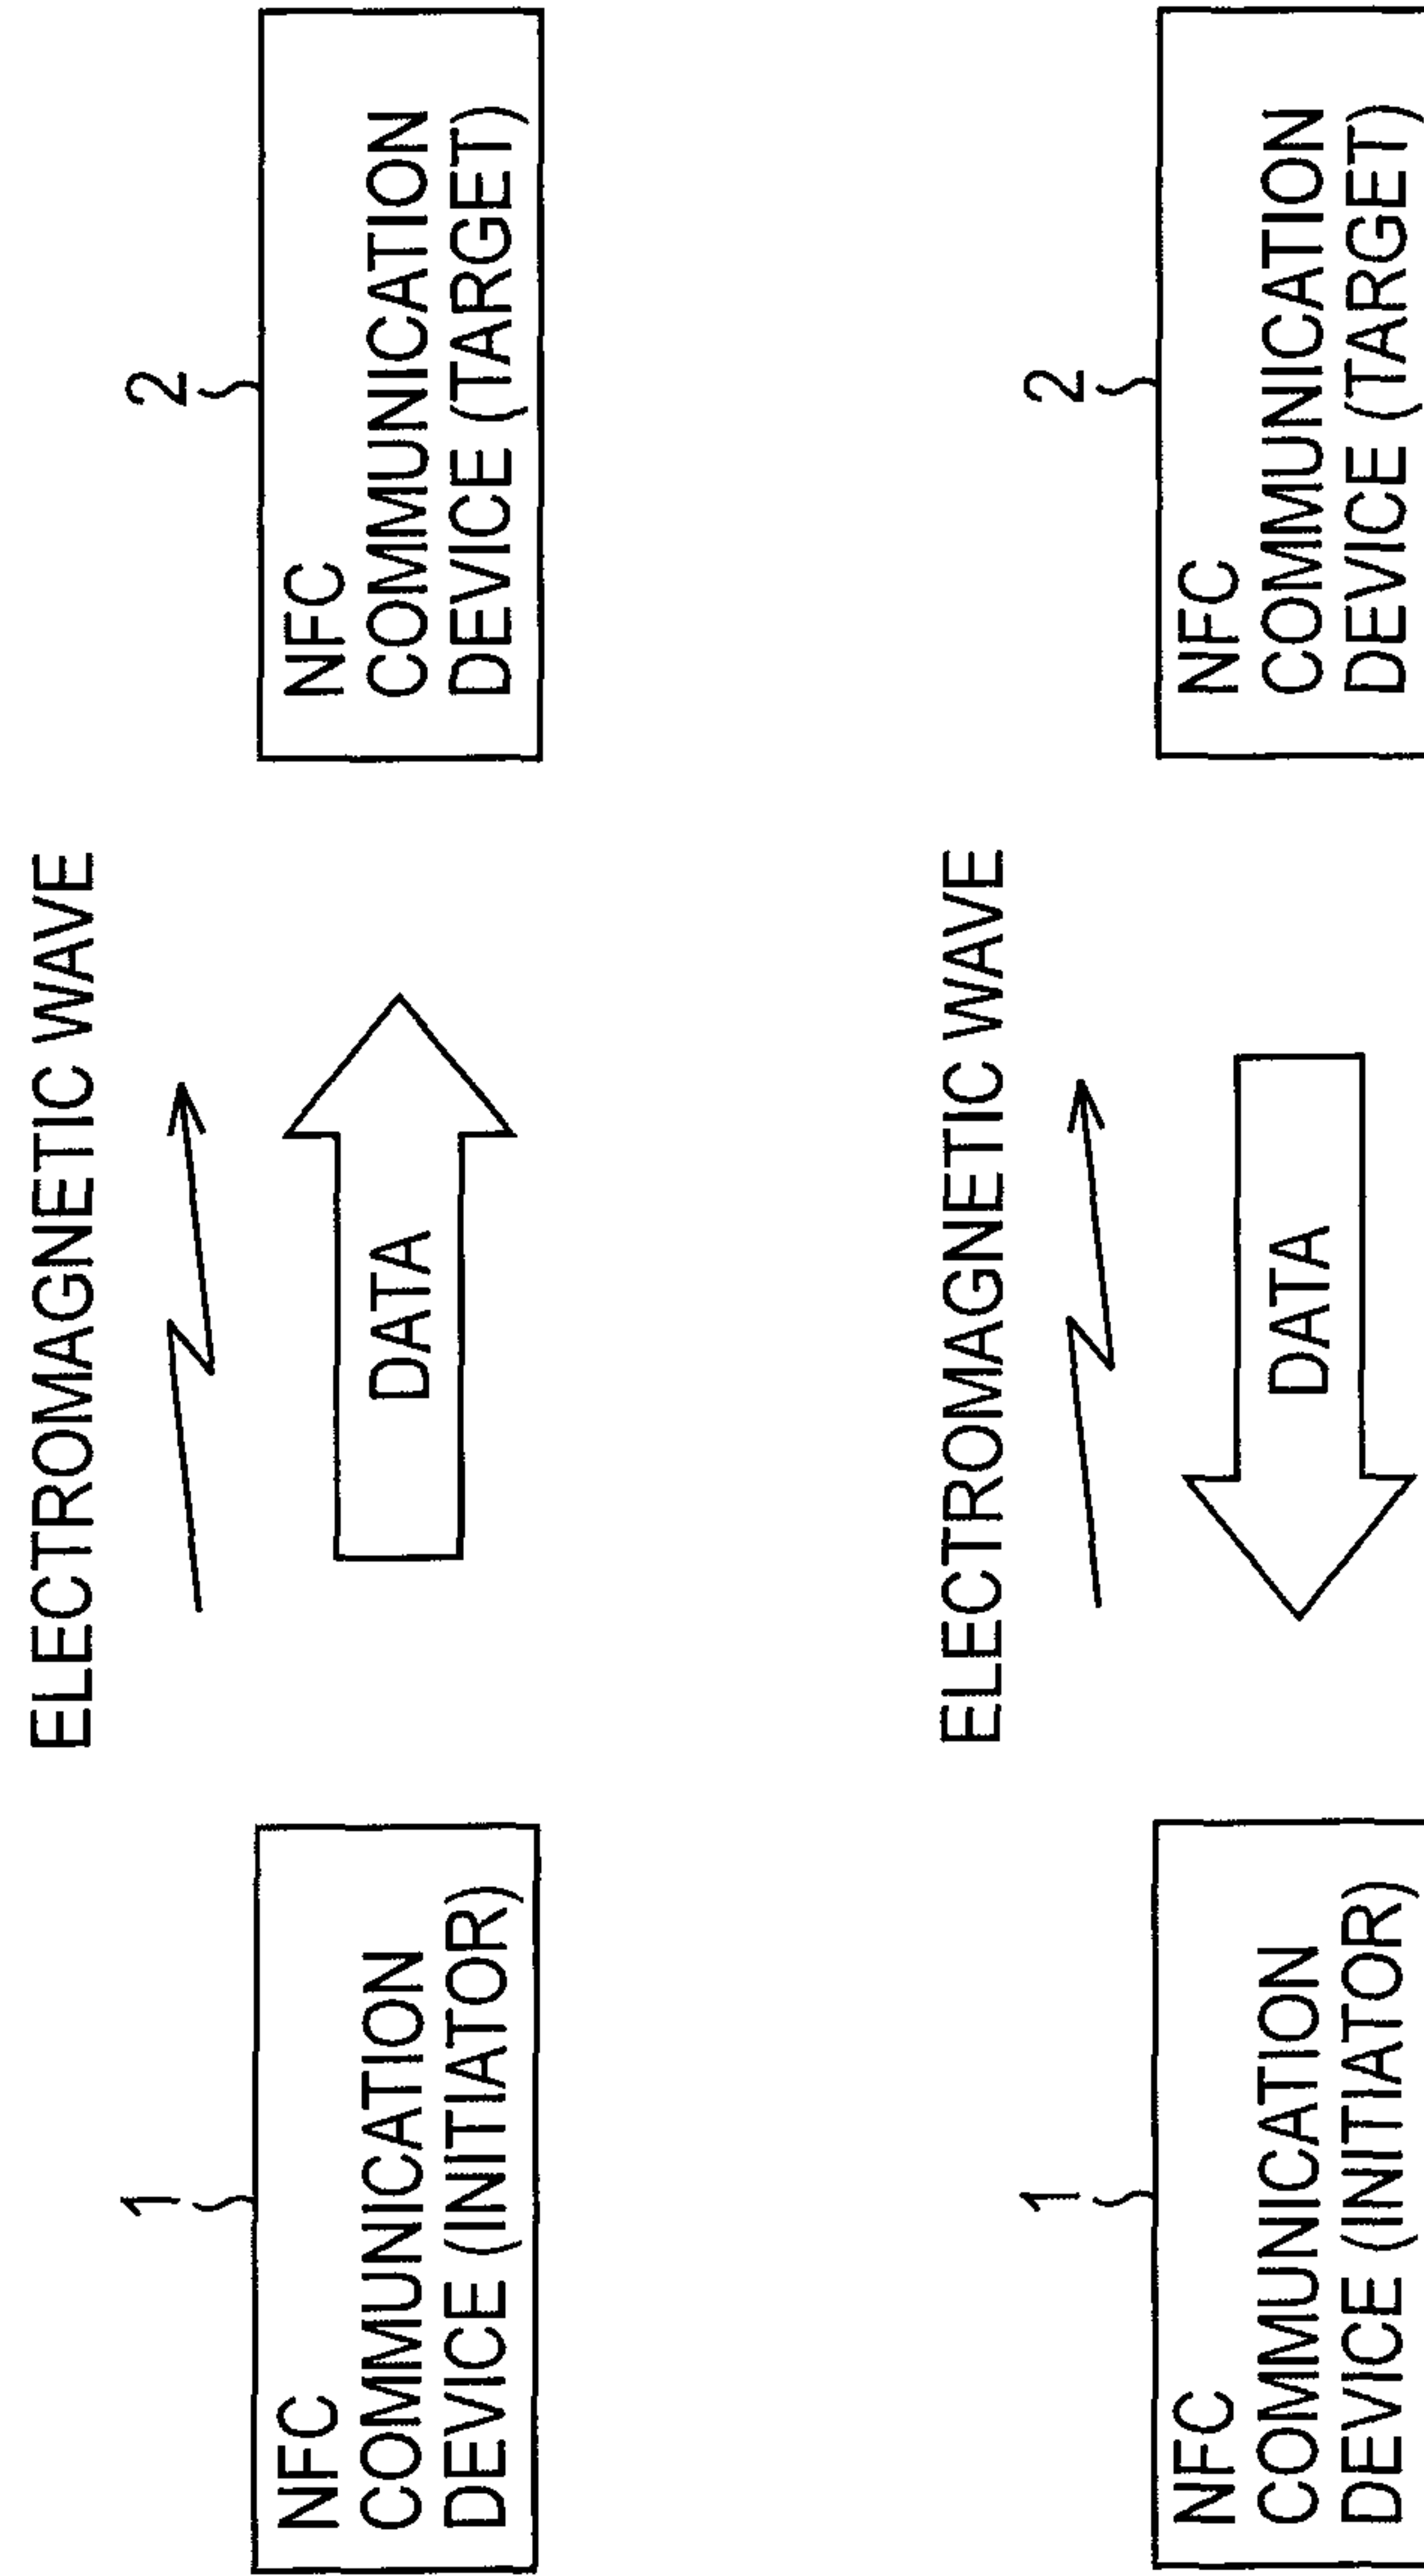 ELECTROMAGNETIC WAVE
1
2
NFC
COMMUNICATION
DEVICE (INITIATOR)
DATA
NFC
COMMUNICATION
DEVICE (TARGET)
ELECTROMAGNETIC WAVE
1
2
NFC
COMMUNICATION
DEVICE (INITIATOR)
DATA
NFC
COMMUNICATION
DEVICE (TARGET)